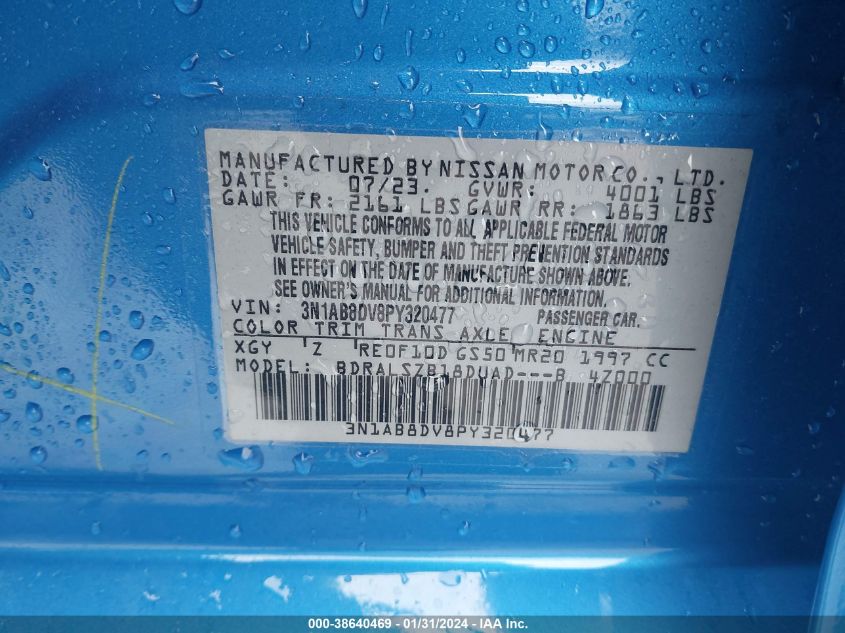 MANUFACTURED BY NISSAN MOTOR CO., LTD.
DATE: 07/23. GVWR: 4001 LBS
GAWR FR: 2161 LBS GAWR RR: 1863 LBS
THIS VEHICLE CONFORMS TO ALL APPLICABLE FEDERAL MOTOR
VEHICLE SAFETY, BUMPER AND THEFT PREVENTION STANDARDS
IN EFFECT ON THE DATE OF MANUFACTURE SHOWN ABOVE.
SEE OWNER'S MANUAL FOR ADDITIONAL INFORMATION.
VIN: 3N1AB8DV8PY320477 PASSENGER CAR.
COLOR TRIM TRANS AXLE ENGINE
XGY Z RE0F10D GS50 MR20 1997 CC
MODEL: BDRALSZB18DUAD---B 4Z000
3N1AB8DV8PY320477
000-38640469 - 01/31/2024 - IAA Inc.